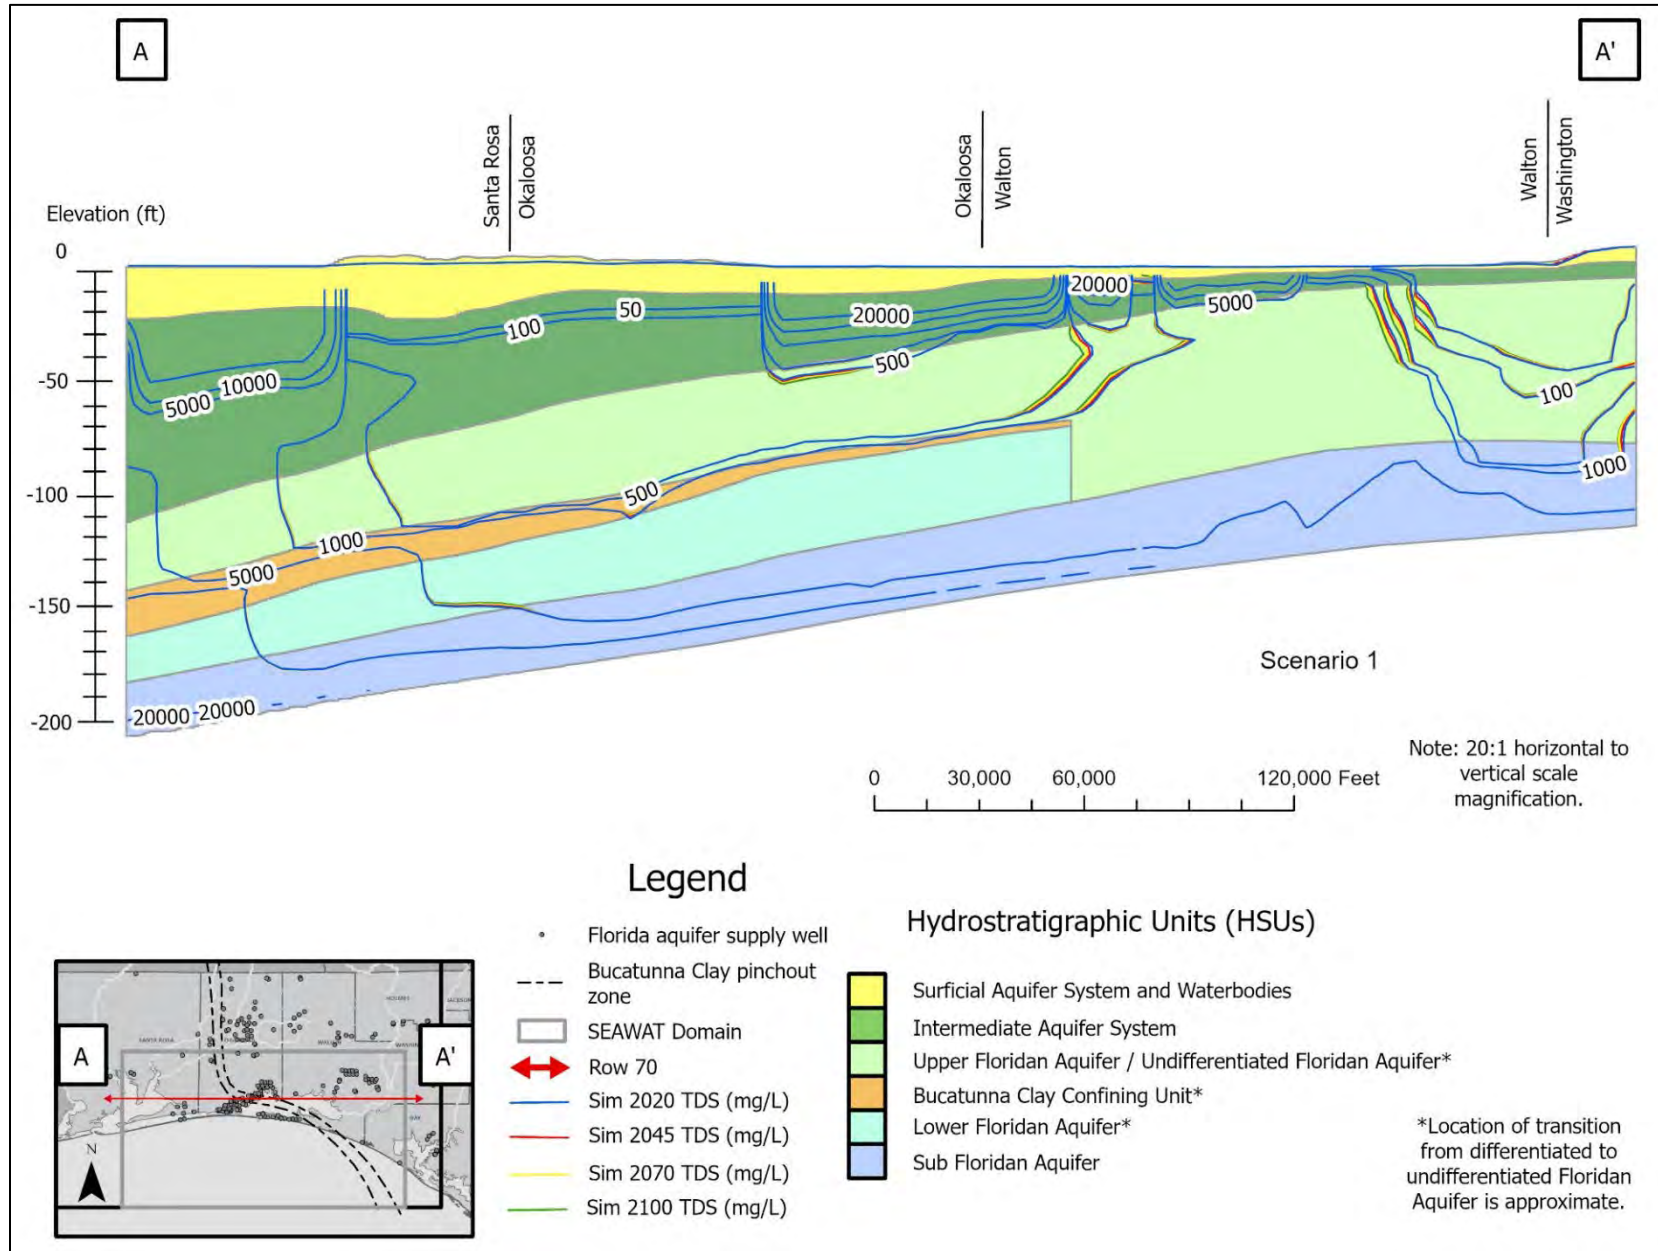 A
A'
Santa Rosa
Okaloosa
Okaloosa
Walton
Walton
Washington
Elevation (ft)
0
-50
-100
-150
-200
50
100
20000
20000
5000
10000
5000
500
100
500
1000
1000
5000
20000
20000
Scenario 1
Note: 20:1 horizontal to
vertical scale
magnification.
0
30,000
60,000
120,000 Feet
Legend
Florida aquifer supply well
Bucatunna Clay pinchout
zone
SEAWAT Domain
Row 70
Sim 2020 TDS (mg/L)
Sim 2045 TDS (mg/L)
Sim 2070 TDS (mg/L)
Sim 2100 TDS (mg/L)
Hydrostratigraphic Units (HSUs)
Surficial Aquifer System and Waterbodies
Intermediate Aquifer System
Upper Floridan Aquifer / Undifferentiated Floridan Aquifer*
Bucatunna Clay Confining Unit*
Lower Floridan Aquifer*
Sub Floridan Aquifer
*Location of transition
from differentiated to
undifferentiated Floridan
Aquifer is approximate.
HOLMES
SANTA ROSA
A
A'
N